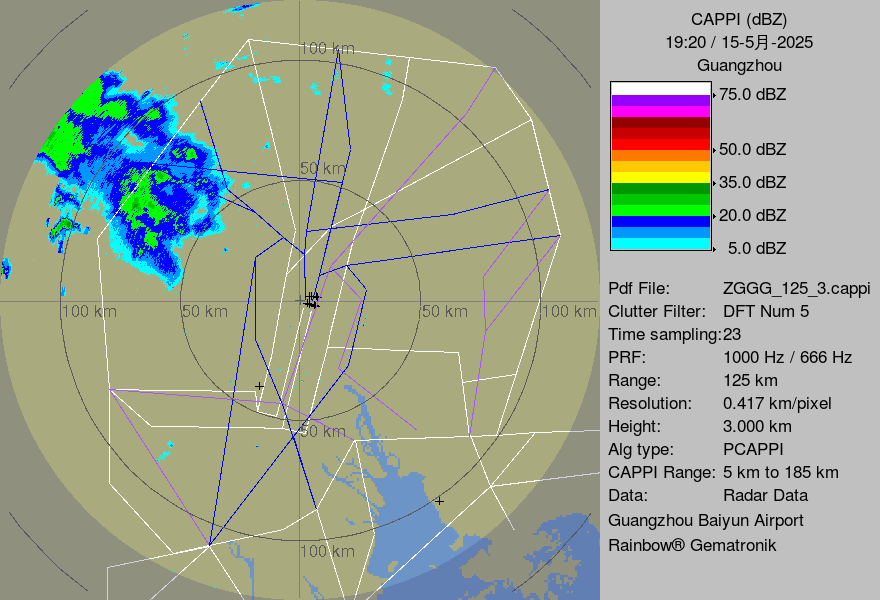 CAPPI (dBZ)
19:20 / 15-5月-2025
Guangzhou
75.0 dBZ
50.0 dBZ
35.0 dBZ
20.0 dBZ
5.0 dBZ
Pdf File: ZGGG_125_3.cappi
Clutter Filter: DFT Num 5
Time sampling:23
PRF: 1000 Hz / 666 Hz
Range: 125 km
Resolution: 0.417 km/pixel
Height: 3.000 km
Alg type: PCAPPI
CAPPI Range: 5 km to 185 km
Data: Radar Data
Guangzhou Baiyun Airport
Rainbow® Gematronik
100 km
50 km
100 km
50 km
50 km
100 km
50 km
100 km